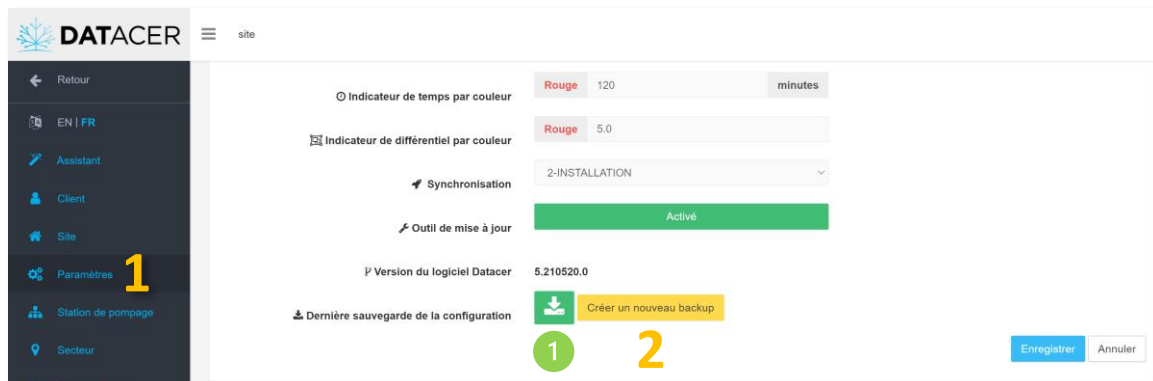 DATACER
site
Retour
EN | FR
Assistant
Client
Site
Paramètres
1
Station de pompage
Secteur
Indicateur de temps par couleur
Rouge 120 minutes
Indicateur de différentiel par couleur
Rouge 5.0
Synchronisation
2-INSTALLATION
Outil de mise à jour
Activé
Version du logiciel Datacer
5.210520.0
Dernière sauvegarde de la configuration
Créer un nouveau backup
1
2
Enregistrer
Annuler